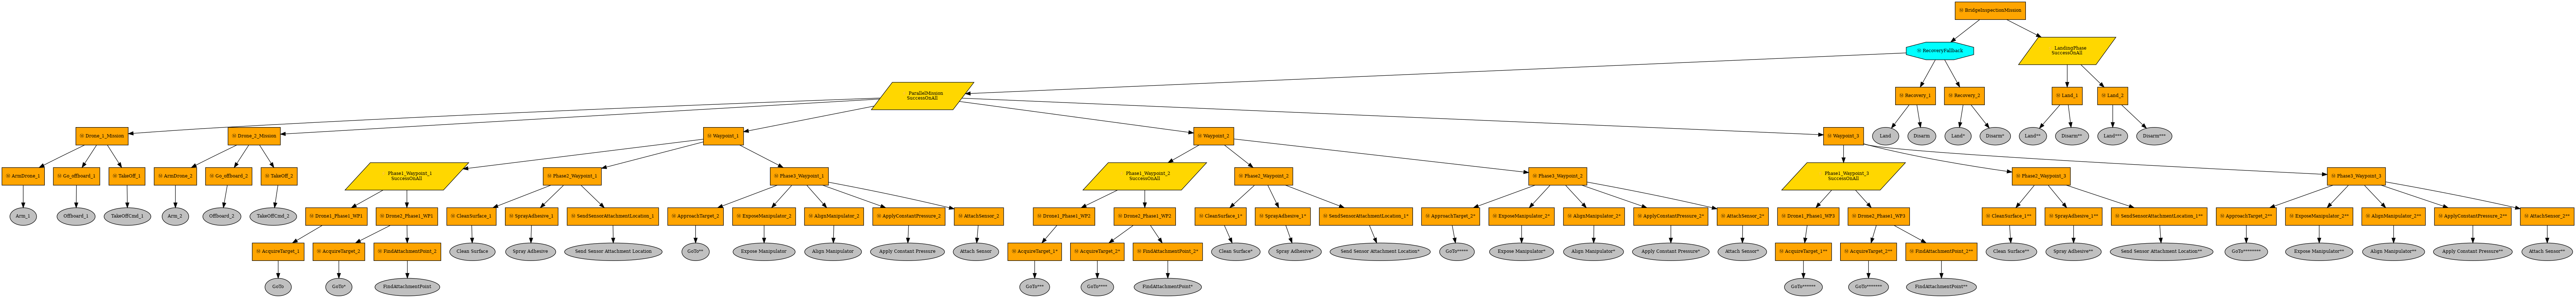 BridgeInspectionMission
RecoveryFallback
LandingPhase
SuccessOnAll
ParallelMission
SuccessOnAll
Recovery_1
Recovery_2
Land_1
Land_2
Drone_1_Mission
Drone_2_Mission
Waypoint_1
Waypoint_2
Waypoint_3
Land
Disarm
Land*
Disarm*
Land**
Disarm**
Land***
Disarm***
ArmDrone_1
Go_offboard_1
TakeOff_1
ArmDrone_2
Go_offboard_2
TakeOff_2
Phase1_Waypoint_1
SuccessOnAll
Phase2_Waypoint_1
Phase3_Waypoint_1
Phase1_Waypoint_2
SuccessOnAll
Phase2_Waypoint_2
Phase3_Waypoint_2
Phase1_Waypoint_3
SuccessOnAll
Phase2_Waypoint_3
Phase3_Waypoint_3
Arm_1
Offboard_1
TakeOffCmd_1
Arm_2
Offboard_2
TakeOffCmd_2
Drone1_Phase1_WP1
Drone2_Phase1_WP1
CleanSurface_1
SprayAdhesive_1
SendSensorAttachmentLocation_1
ApproachTarget_2
ExposeManipulator_2
AlignManipulator_2
ApplyConstantPressure_2
AttachSensor_2
Drone1_Phase1_WP2
Drone2_Phase1_WP2
CleanSurface_1*
SprayAdhesive_1*
SendSensorAttachmentLocation_1*
ApproachTarget_2*
ExposeManipulator_2*
AlignManipulator_2*
ApplyConstantPressure_2*
AttachSensor_2*
Drone1_Phase1_WP3
Drone2_Phase1_WP3
CleanSurface_1**
SprayAdhesive_1**
SendSensorAttachmentLocation_1**
ApproachTarget_2**
ExposeManipulator_2**
AlignManipulator_2**
ApplyConstantPressure_2**
AttachSensor_2**
AcquireTarget_1
AcquireTarget_2
FindAttachmentPoint_2
Clean Surface
Spray Adhesive
Send Sensor Attachment Location
GoTo**
Expose Manipulator
Align Manipulator
Apply Constant Pressure
Attach Sensor
AcquireTarget_1*
AcquireTarget_2*
FindAttachmentPoint_2*
Clean Surface*
Spray Adhesive*
Send Sensor Attachment Location*
GoTo*****
Expose Manipulator*
Align Manipulator*
Apply Constant Pressure*
Attach Sensor*
AcquireTarget_1**
AcquireTarget_2**
FindAttachmentPoint_2**
Clean Surface**
Spray Adhesive**
Send Sensor Attachment Location**
GoTo********
Expose Manipulator**
Align Manipulator**
Apply Constant Pressure**
Attach Sensor**
GoTo
GoTo*
FindAttachmentPoint
GoTo***
GoTo****
FindAttachmentPoint*
GoTo******
GoTo*******
FindAttachmentPoint**